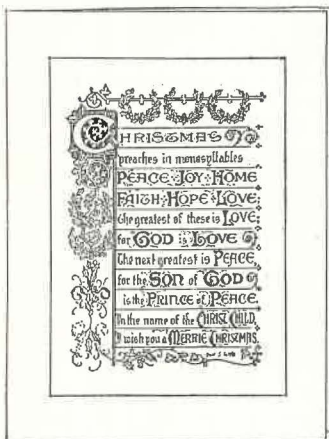 CHRISTMAS
preaches in monosyllables
PEACE · JOY · HOME
FAITH · HOPE · LOVE;
the greatest of these is LOVE;
for GOD is LOVE
The next greatest is PEACE,
for the SON of GOD
is the PRINCE of PEACE.
In the name of the CHRIST CHILD,
I wish you a MERRIE CHRISTMAS.